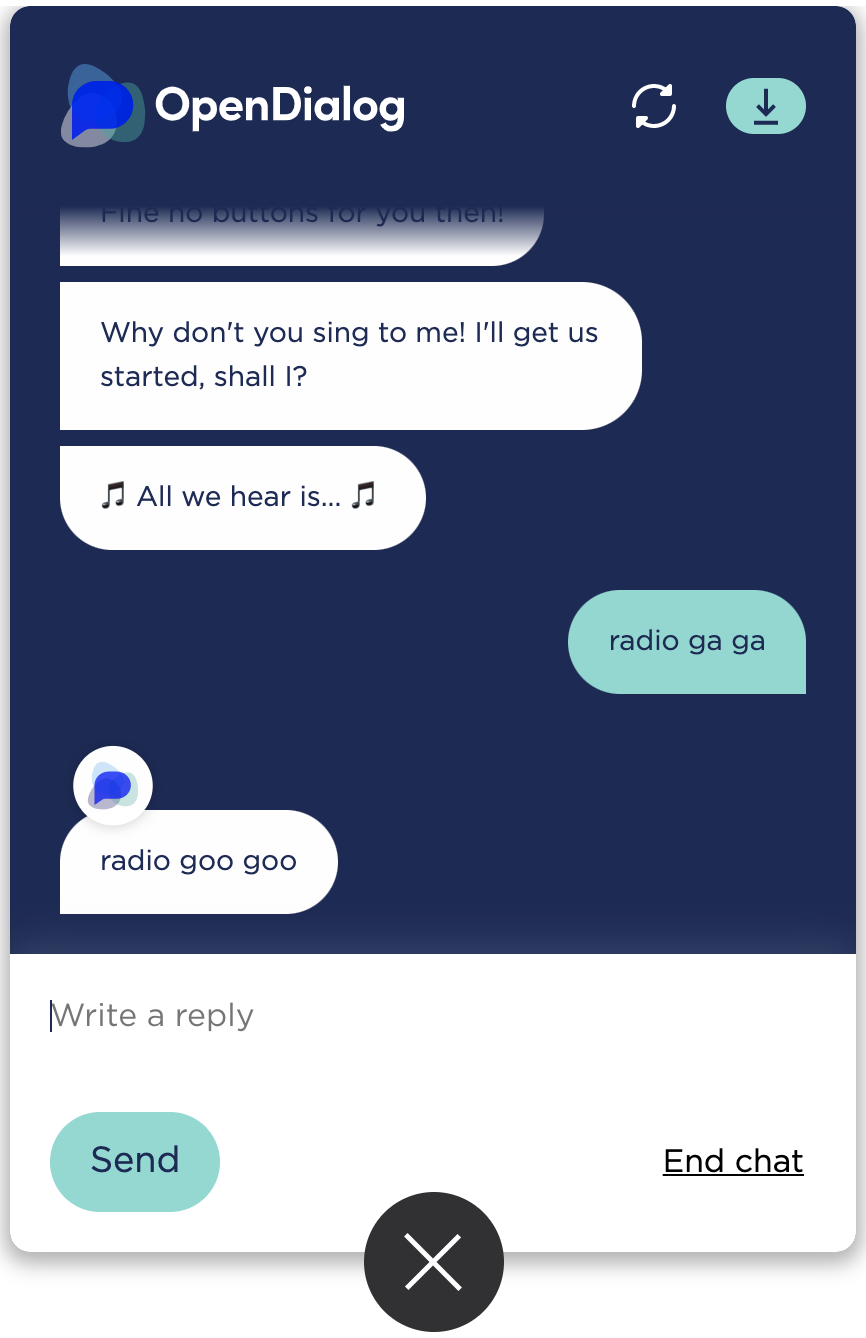 OpenDialog
Fine no buttons for you then!
Why don't you sing to me! I'll get us
started, shall I?
🎵 All we hear is... 🎵
radio ga ga
radio goo goo
Write a reply
Send
End chat